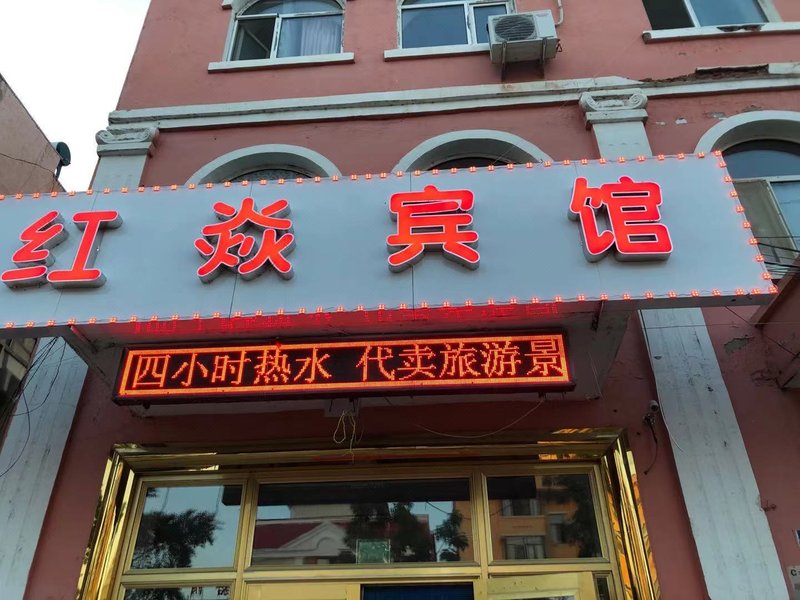 红焱宾馆
四小时热水 代卖旅游景